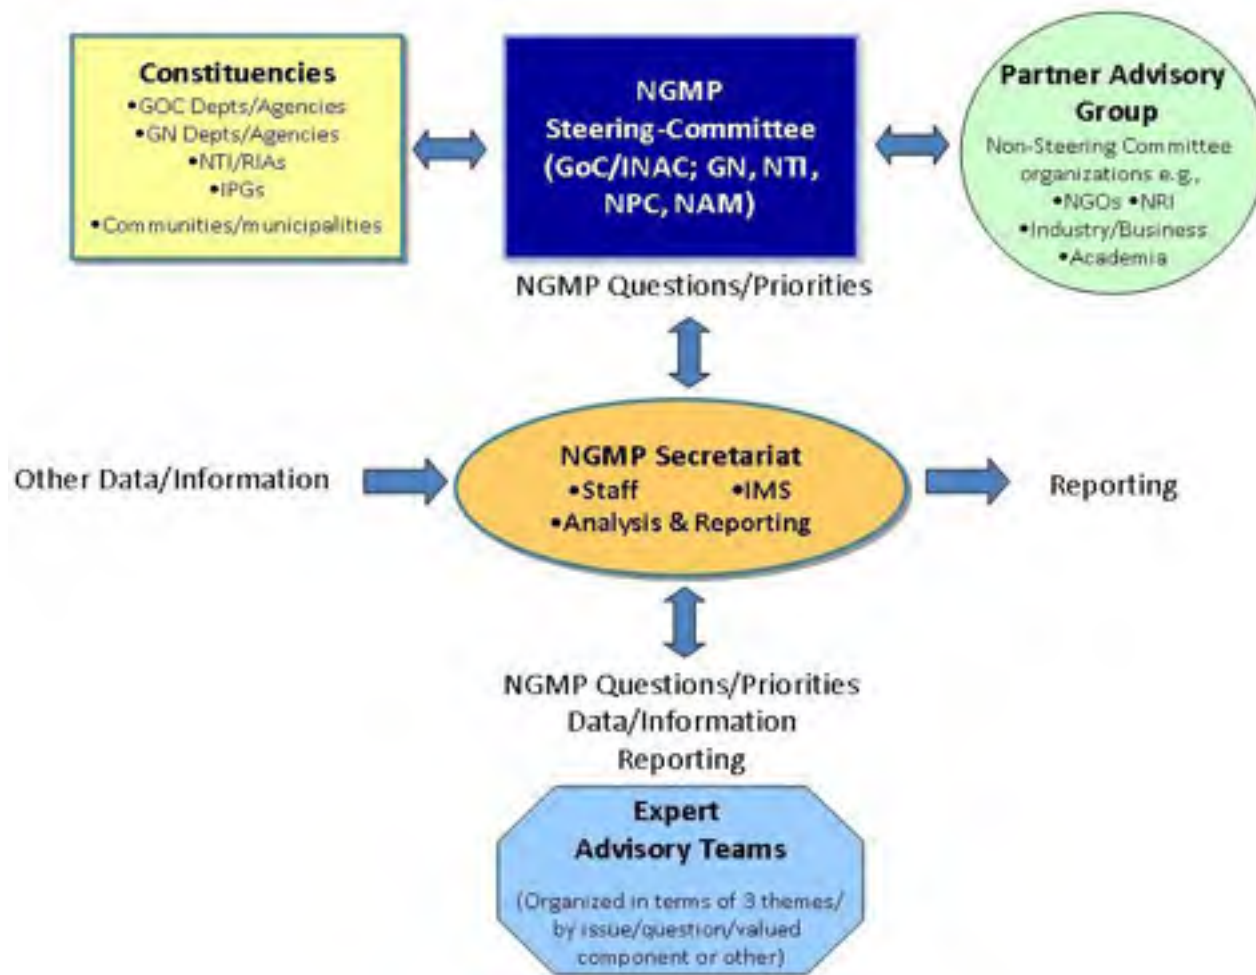 Constituencies
•GOC Depts/Agencies
•GN Depts/Agencies
•NTI/RIAs
•IPGs
•Communities/municipalities
NGMP
Steering-Committee
(GoC/INAC; GN, NTI,
NPC, NAM)
Partner Advisory
Group
Non-Steering Committee
organizations e.g.,
•NGOs •NRI
•Industry/Business
•Academia
NGMP Questions/Priorities
Other Data/Information
NGMP Secretariat
•Staff •IMS
•Analysis & Reporting
Reporting
NGMP Questions/Priorities
Data/Information
Reporting
Expert
Advisory Teams
(Organized in terms of 3 themes/
by issue/question/valued
component or other)